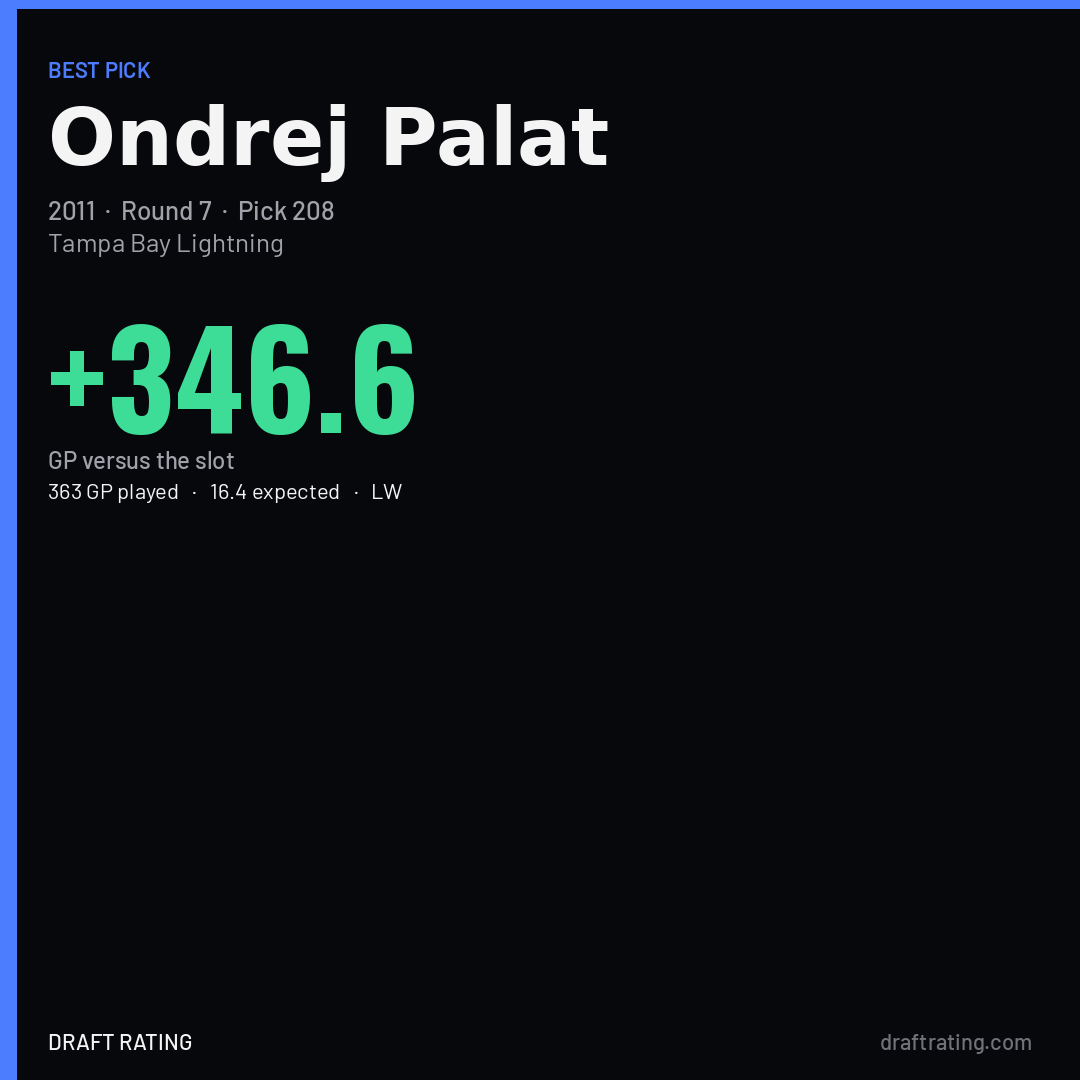 BEST PICK
Ondrej Palat
2011 · Round 7 · Pick 208
Tampa Bay Lightning
+346.6
GP versus the slot
363 GP played · 16.4 expected · LW
DRAFT RATING
draftrating.com